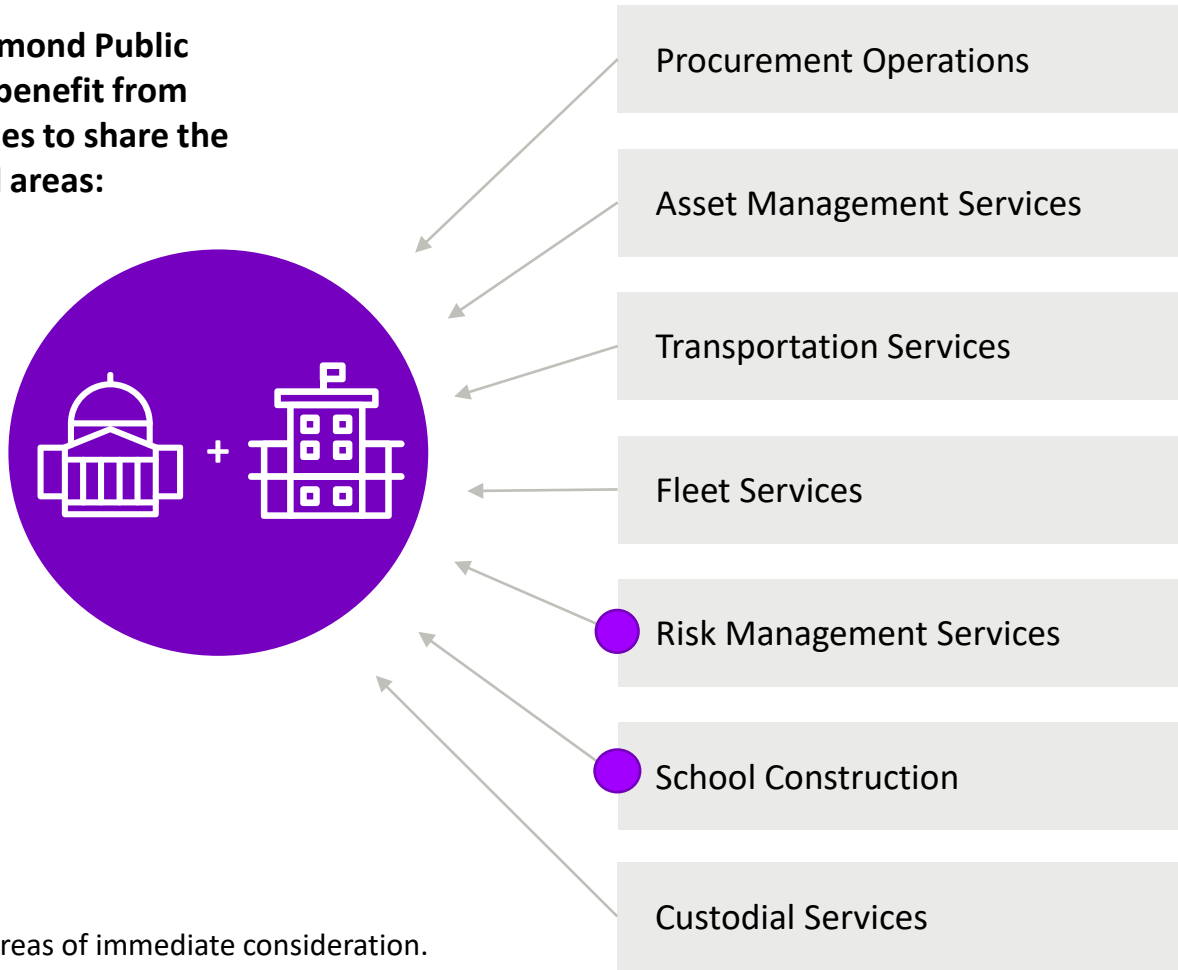 mond Public
benefit from
es to share the
areas:
Procurement Operations
Asset Management Services
Transportation Services
+
Fleet Services
Risk Management Services
School Construction
Custodial Services
reas of immediate consideration.